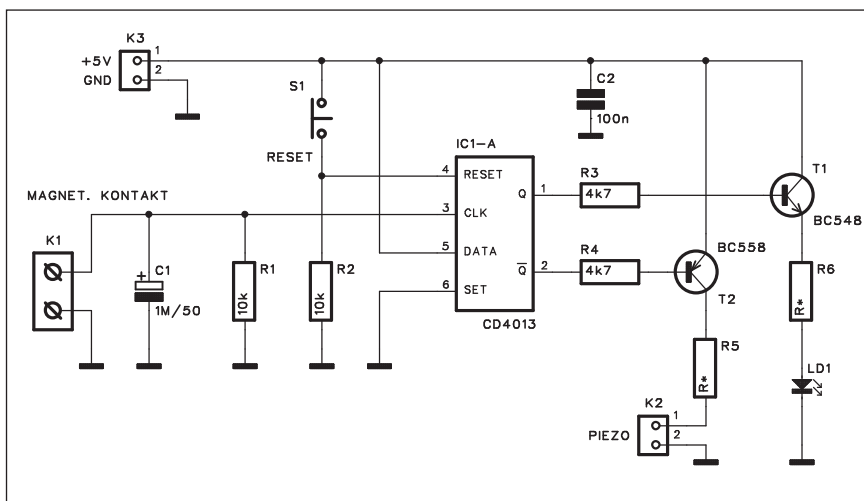 K3
+5V
1
GND
2
S1
RESET
C2
100n
IC1-A
4
RESET
3
CLK
5
DATA
6
SET
Q
1
Q̅
2
CD4013
R3
4k7
R4
4k7
T1
BC548
BC558
T2
MAGNET. KONTAKT
K1
+
C1
1M/50
R1
10k
R2
10k
R6
R*
R5
R*
LD1
K2
PIEZO
1
2